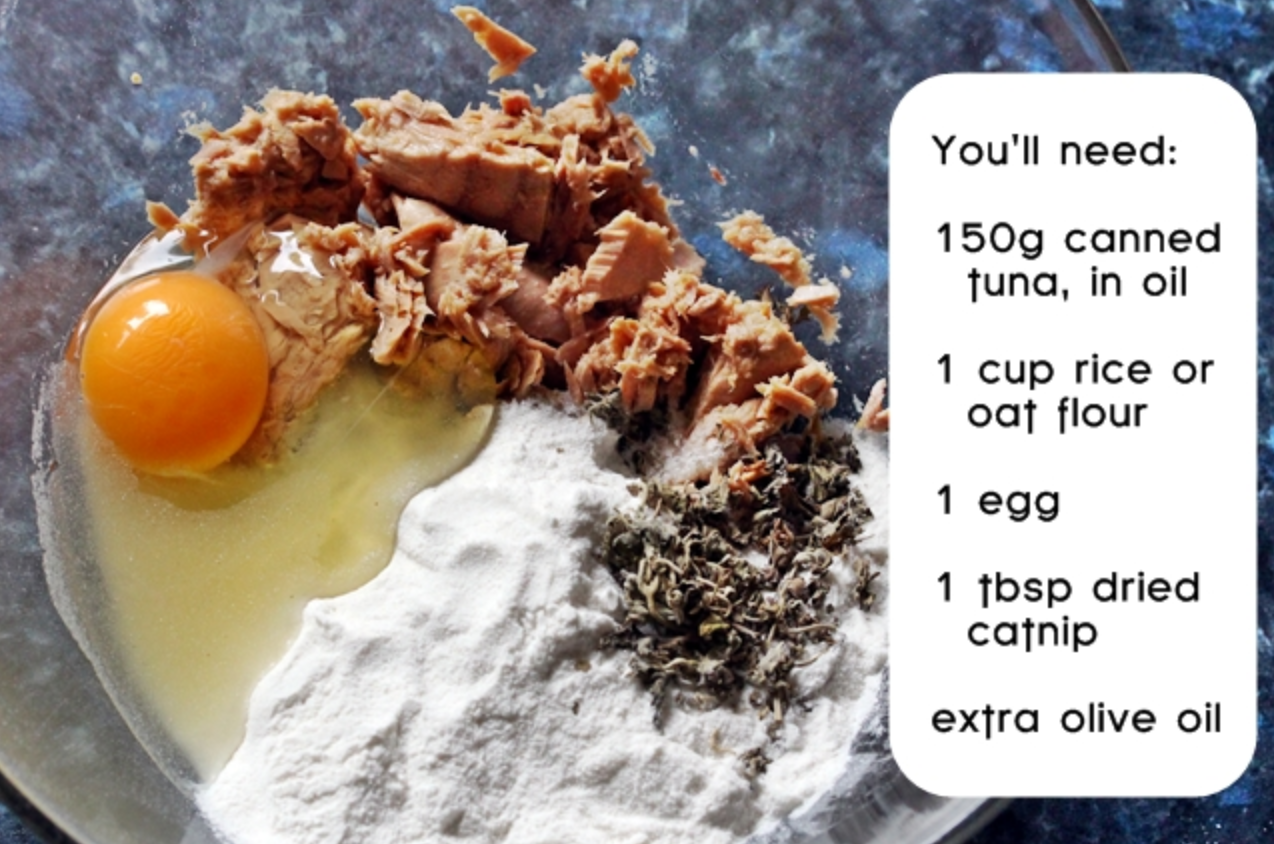 You'll need:
150g canned
tuna, in oil
1 cup rice or
oat flour
1 egg
1 tbsp dried
catnip
extra olive oil